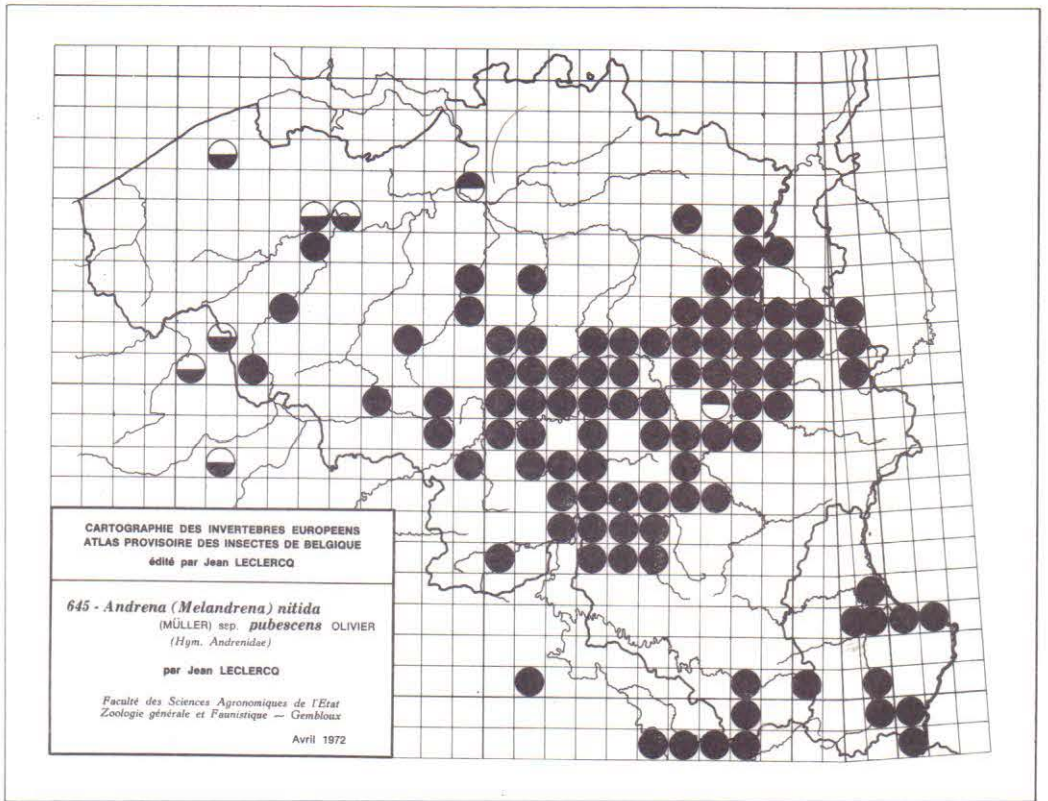 CARTOGRAPHIE DES INVERTEBRES EUROPEENS
ATLAS PROVISOIRE DES INSECTES DE BELGIQUE
édité par Jean LECLERCQ
645 - Andrena (Melandrena) nitida
(MÜLLER) ssp. pubescens OLIVIER
(Hym. Andrenidae)
par Jean LECLERCQ
Faculté des Sciences Agronomiques de l'Etat
Zoologie générale et Faunistique — Gembloux
Avril 1972